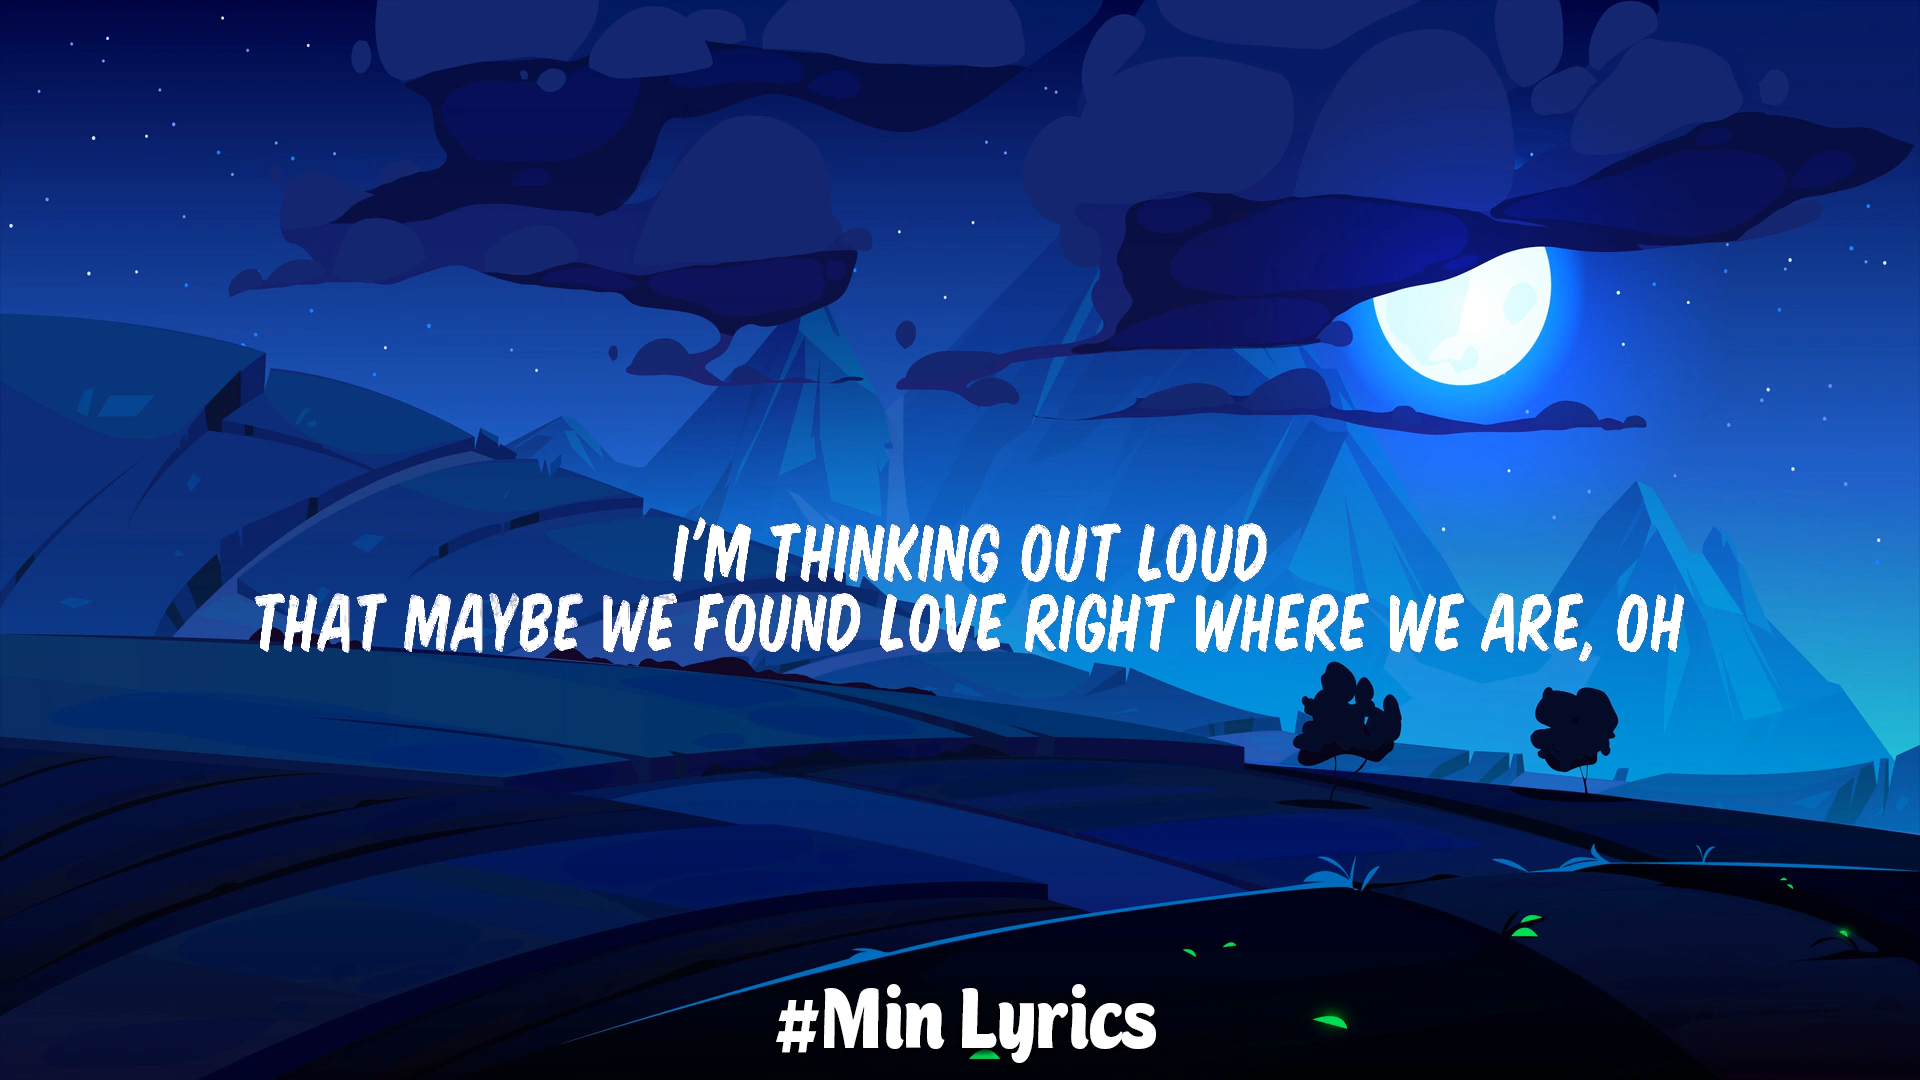 I'M THINKING OUT LOUD
THAT MAYBE WE FOUND LOVE RIGHT WHERE WE ARE, OH
#Min Lyrics